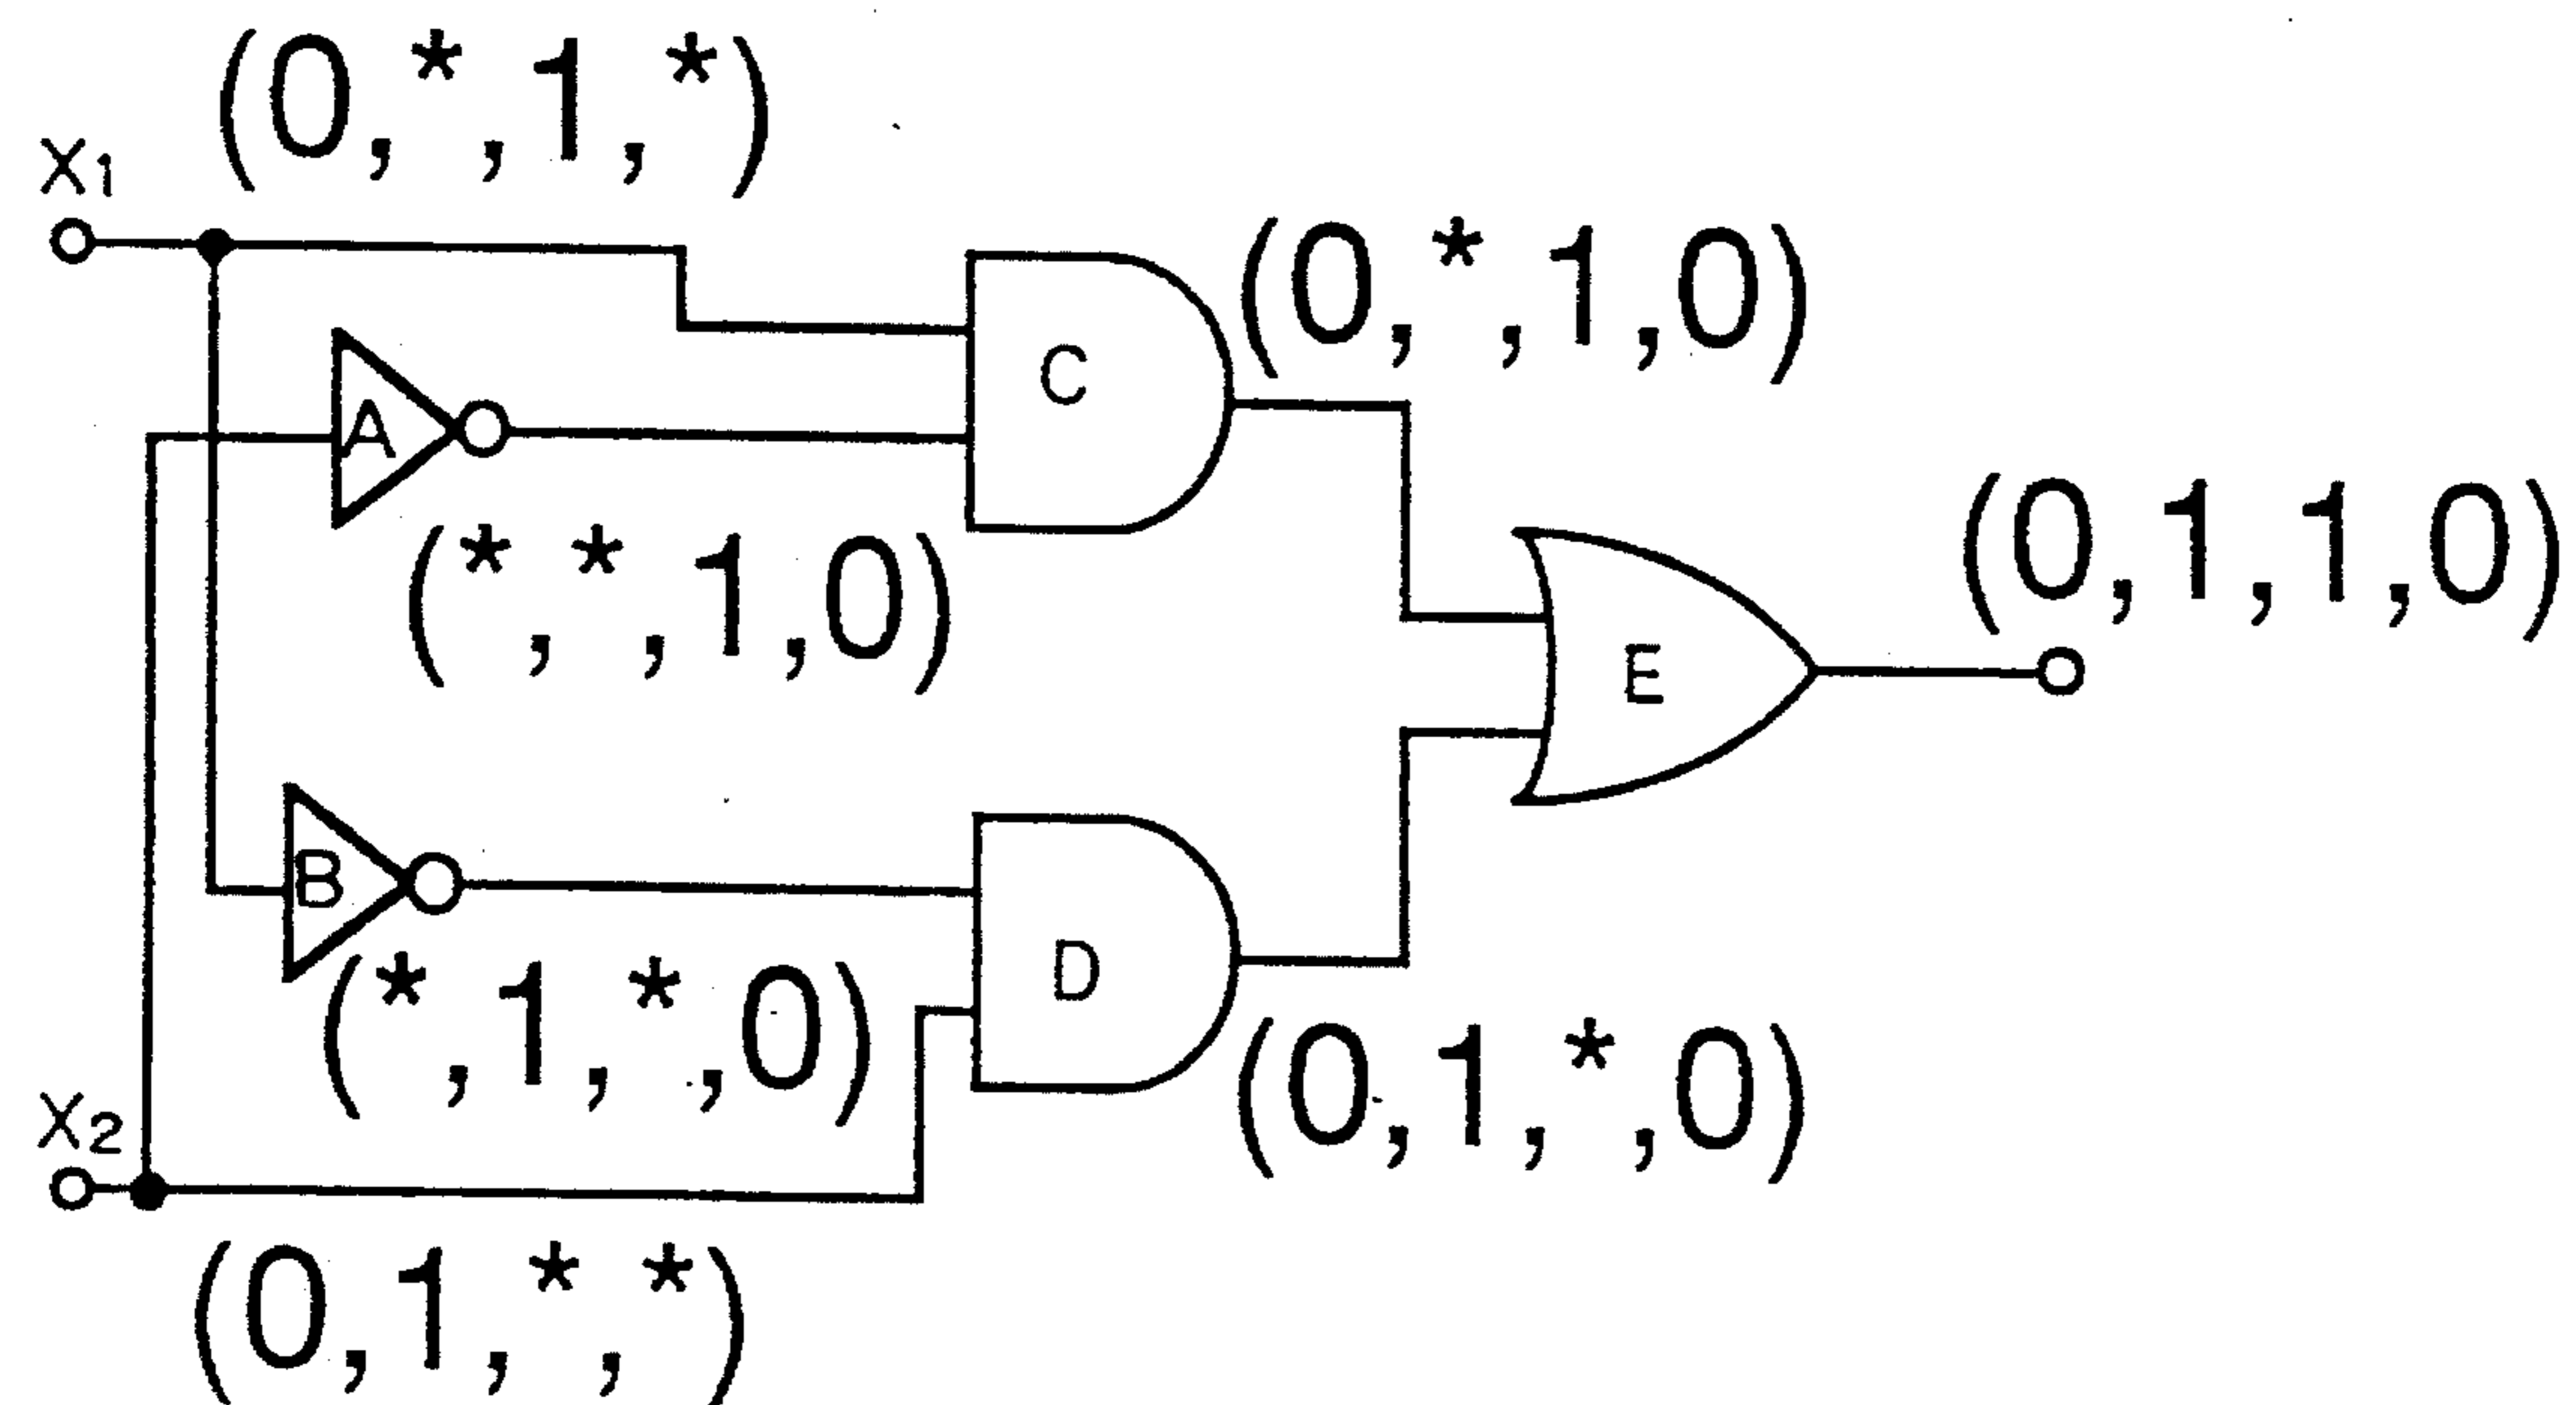 (0,*,1,*)
X1
(0,*,1,0)
C
A
(*,*,1,0)
(0,1,1,0)
E
B
D
(*,1,*,0)
(0,1,*,0)
X2
(0,1,*,*)